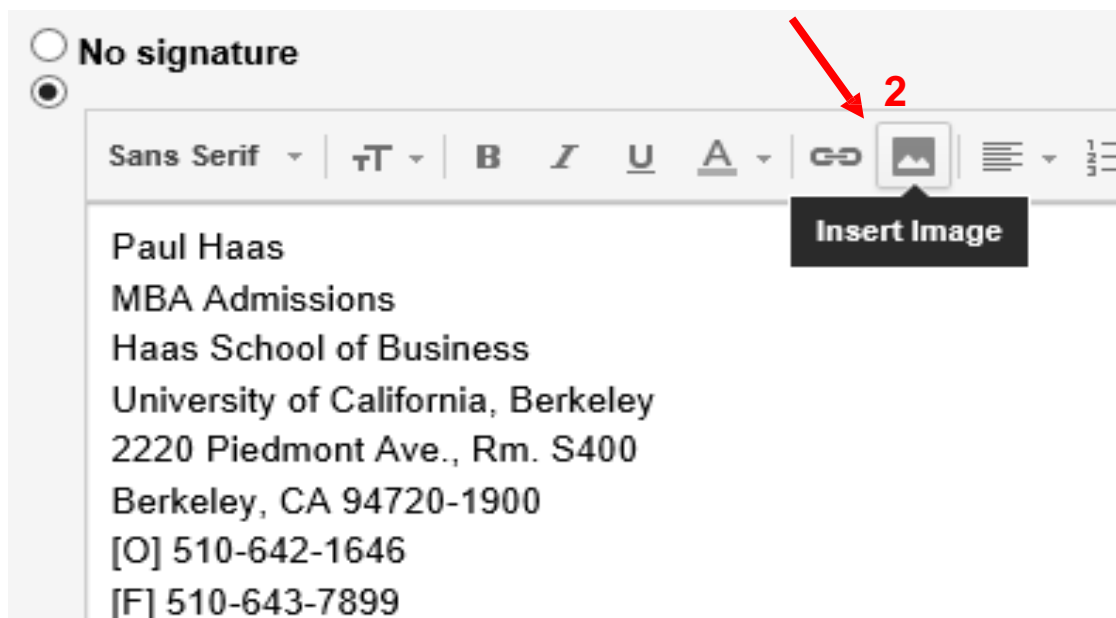 No signature
2
Sans Serif TT B I U A
Insert Image
Paul Haas
MBA Admissions
Haas School of Business
University of California, Berkeley
2220 Piedmont Ave., Rm. S400
Berkeley, CA 94720-1900
[O] 510-642-1646
[F] 510-643-7899